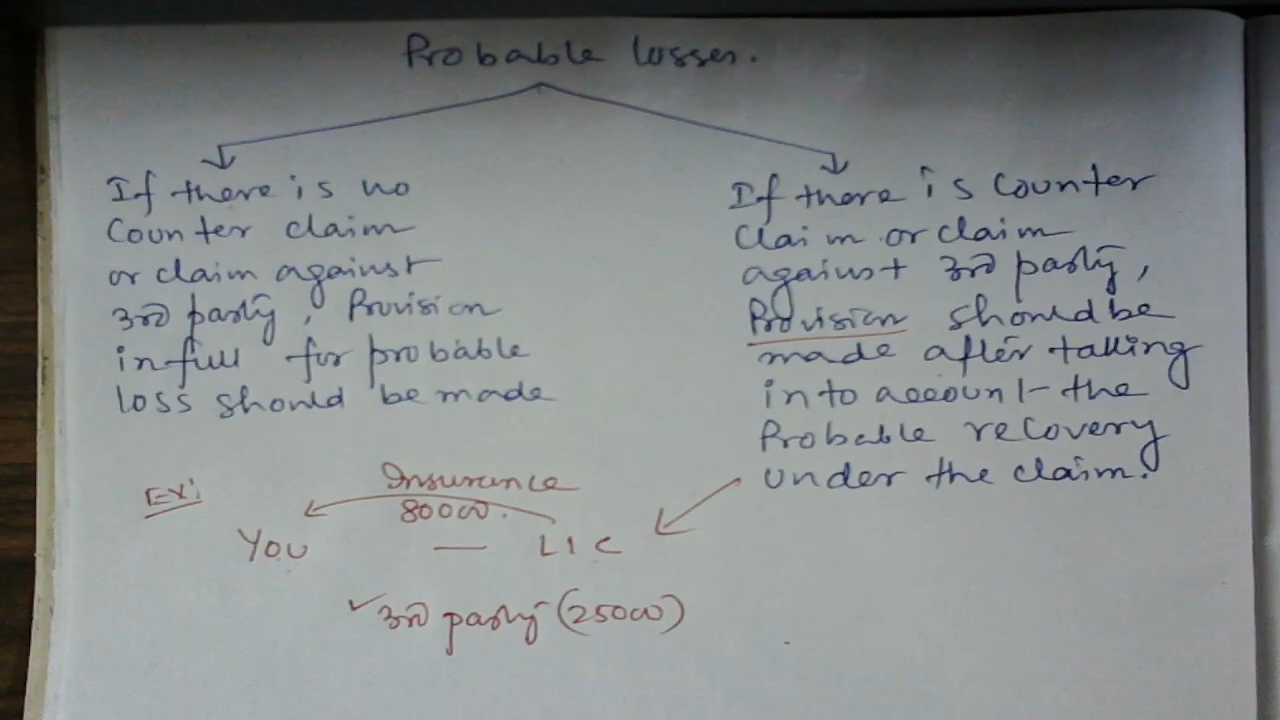 Probable losses.
If there is no
Counter claim
or claim against
3rd party, Provision
in full for probable
loss should be made
If there is Counter
Claim or claim
against 3rd party,
Provision should be
made after taking
into account the
Probable recovery
under the claim.
Ex:
Insurance
80000.
You — LIC
✓3rd party (25000)